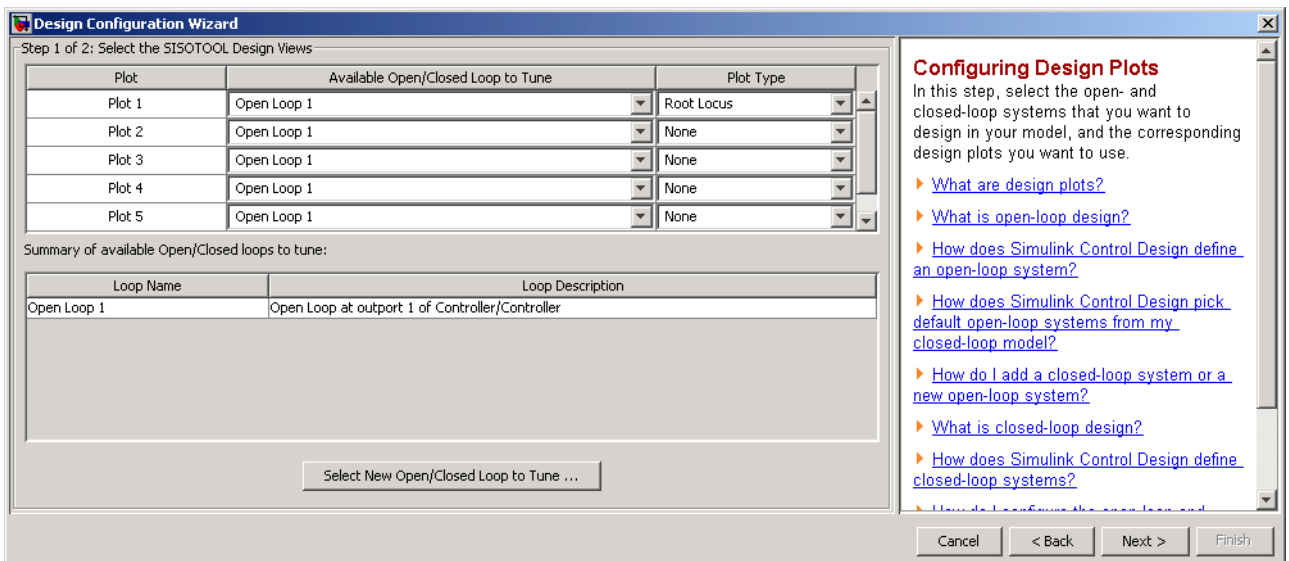 Design Configuration Wizard
Step 1 of 2: Select the SISOTOOL Design Views
Plot Available Open/Closed Loop to Tune Plot Type
Plot 1 Open Loop 1 Root Locus
Plot 2 Open Loop 1 None
Plot 3 Open Loop 1 None
Plot 4 Open Loop 1 None
Plot 5 Open Loop 1 None
Summary of available Open/Closed loops to tune:
Loop Name Loop Description
Open Loop 1 Open Loop at outport 1 of Controller/Controller
Select New Open/Closed Loop to Tune ...
Configuring Design Plots
In this step, select the open- and
closed-loop systems that you want to
design in your model, and the corresponding
design plots you want to use.
What are design plots?
What is open-loop design?
How does Simulink Control Design define
an open-loop system?
How does Simulink Control Design pick
default open-loop systems from my
closed-loop model?
How do I add a closed-loop system or a
new open-loop system?
What is closed-loop design?
How does Simulink Control Design define
closed-loop systems?
How do I configure the open-loop and
Cancel < Back Next > Finish